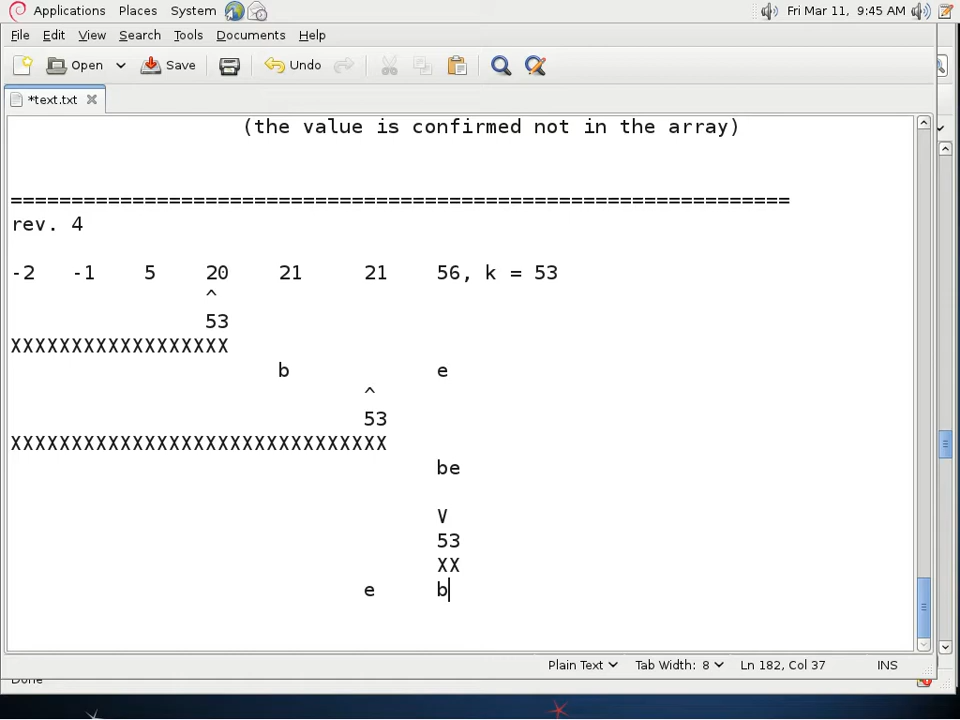 Applications Places System Fri Mar 11, 9:45 AM
File Edit View Search Tools Documents Help
Open Save Undo
*text.txt
(the value is confirmed not in the array)
================================================================
rev. 4
-2 -1 5 20 21 21 56, k = 53
^
53
XXXXXXXXXXXXXXXXXX
b e
^
53
XXXXXXXXXXXXXXXXXXXXXXXXXXXXXXX
be
V
53
XX
e b
Plain Text Tab Width: 8 Ln 182, Col 37 INS
Done